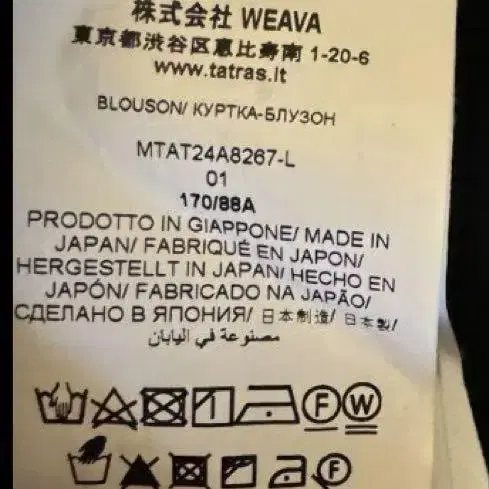 株式会社 WEAVA
東京都渋谷区恵比寿南 1-20-6
www.tatras.it
BLOUSON/ КУРТКА-БЛУЗОН
MTAT24A8267-L
01
170/88A
PRODOTTO IN GIAPPONE/ MADE IN
JAPAN/ FABRIQUÉ EN JAPON/
HERGESTELLT IN JAPAN/ HECHO EN
JAPÓN/ FABRICADO NA JAPÃO/
СДЕЛАНО В ЯПОНИЯ/ 日本制造/ 日本製/
مصنوعة في اليابان
F W
F